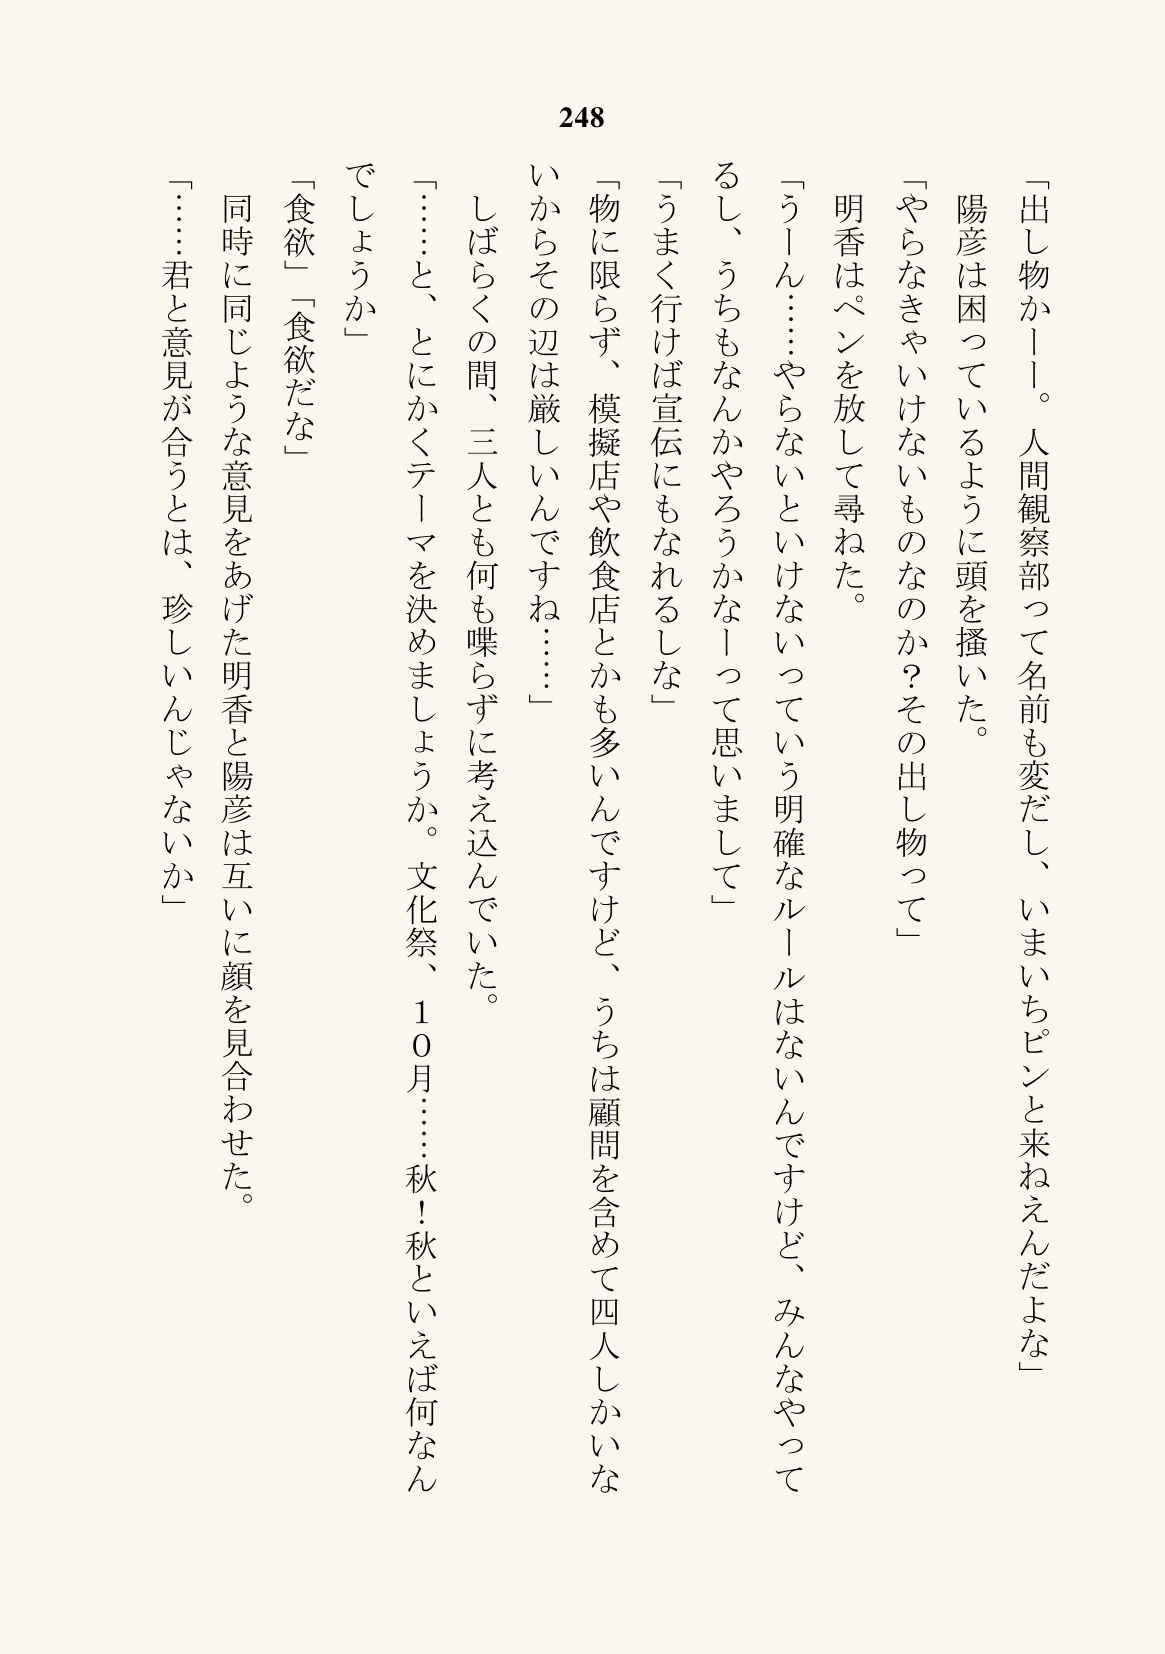 248
「出し物かーー。人間観察部って名前も変だし、いまいちピンと来ねえんだよな」
　陽彦は困っているように頭を掻いた。
「やらなきゃいけないものなのか？その出し物って」
　明香はペンを放して尋ねた。
「うーん……やらないといけないっていう明確なルールはないんですけど、みんなやって
るし、うちもなんかやろうかなーって思いまして」
「うまく行けば宣伝にもなれるしな」
「物に限らず、模擬店や飲食店とかも多いんですけど、うちは顧問を含めて四人しかいな
いからその辺は厳しいんですね……」
　しばらくの間、三人とも何も喋らずに考え込んでいた。
「……と、とにかくテーマを決めましょうか。文化祭、１０月……秋！秋といえば何なん
でしょうか」
「食欲」「食欲だな」
　同時に同じような意見をあげた明香と陽彦は互いに顔を見合わせた。
「……君と意見が合うとは、珍しいんじゃないか」